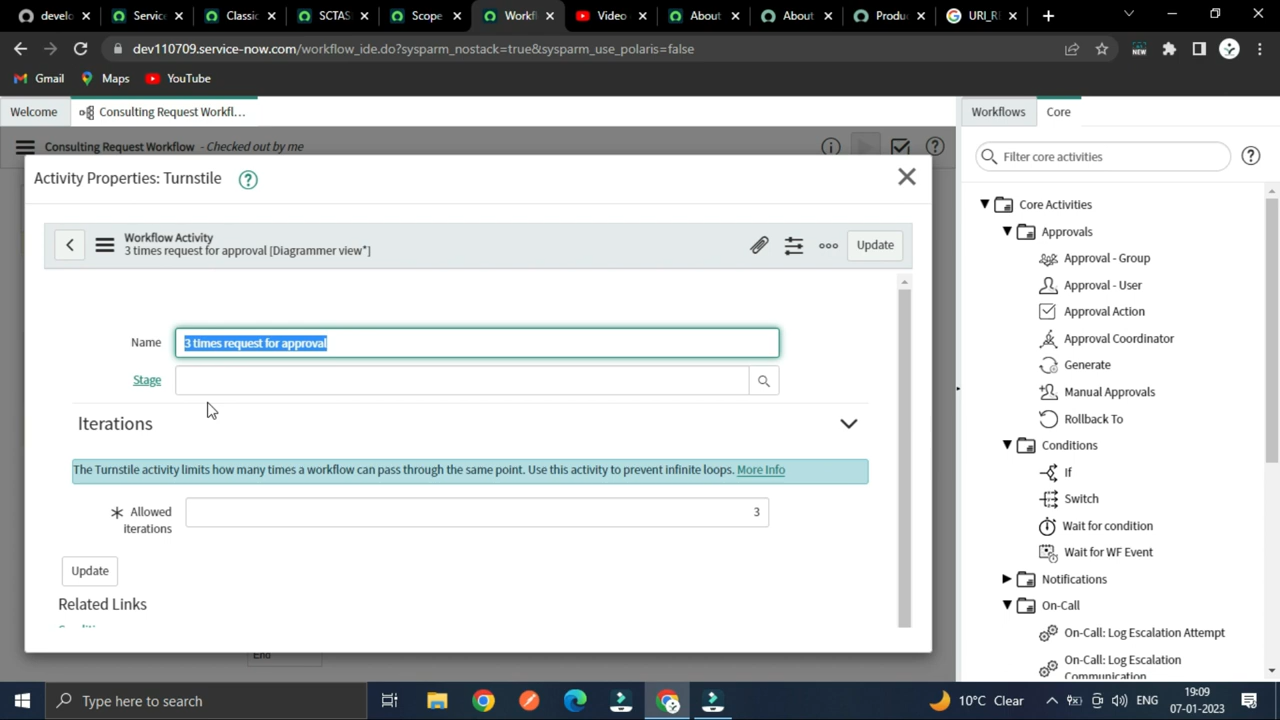 develo
Service
Classi
SCTAS
Scope
Workf
Video
About
About
Produ
URI_R
dev110709.service-now.com/workflow_ide.do?sysparm_nostack=true&sysparm_use_polaris=false
NEW
Gmail
Maps
YouTube
Welcome
Consulting Request Workfl...
Workflows
Core
Consulting Request Workflow - Checked out by me
Filter core activities
Activity Properties: Turnstile
Workflow Activity
3 times request for approval [Diagrammer view*]
Update
Name
3 times request for approval
Stage
Iterations
The Turnstile activity limits how many times a workflow can pass through the same point. Use this activity to prevent infinite loops. More Info
Allowed
iterations
3
Update
Related Links
End
Core Activities
Approvals
Approval - Group
Approval - User
Approval Action
Approval Coordinator
Generate
Manual Approvals
Rollback To
Conditions
If
Switch
Wait for condition
Wait for WF Event
Notifications
On-Call
On-Call: Log Escalation Attempt
On-Call: Log Escalation
Communication
Type here to search
10°C Clear
ENG
19:09
07-01-2023